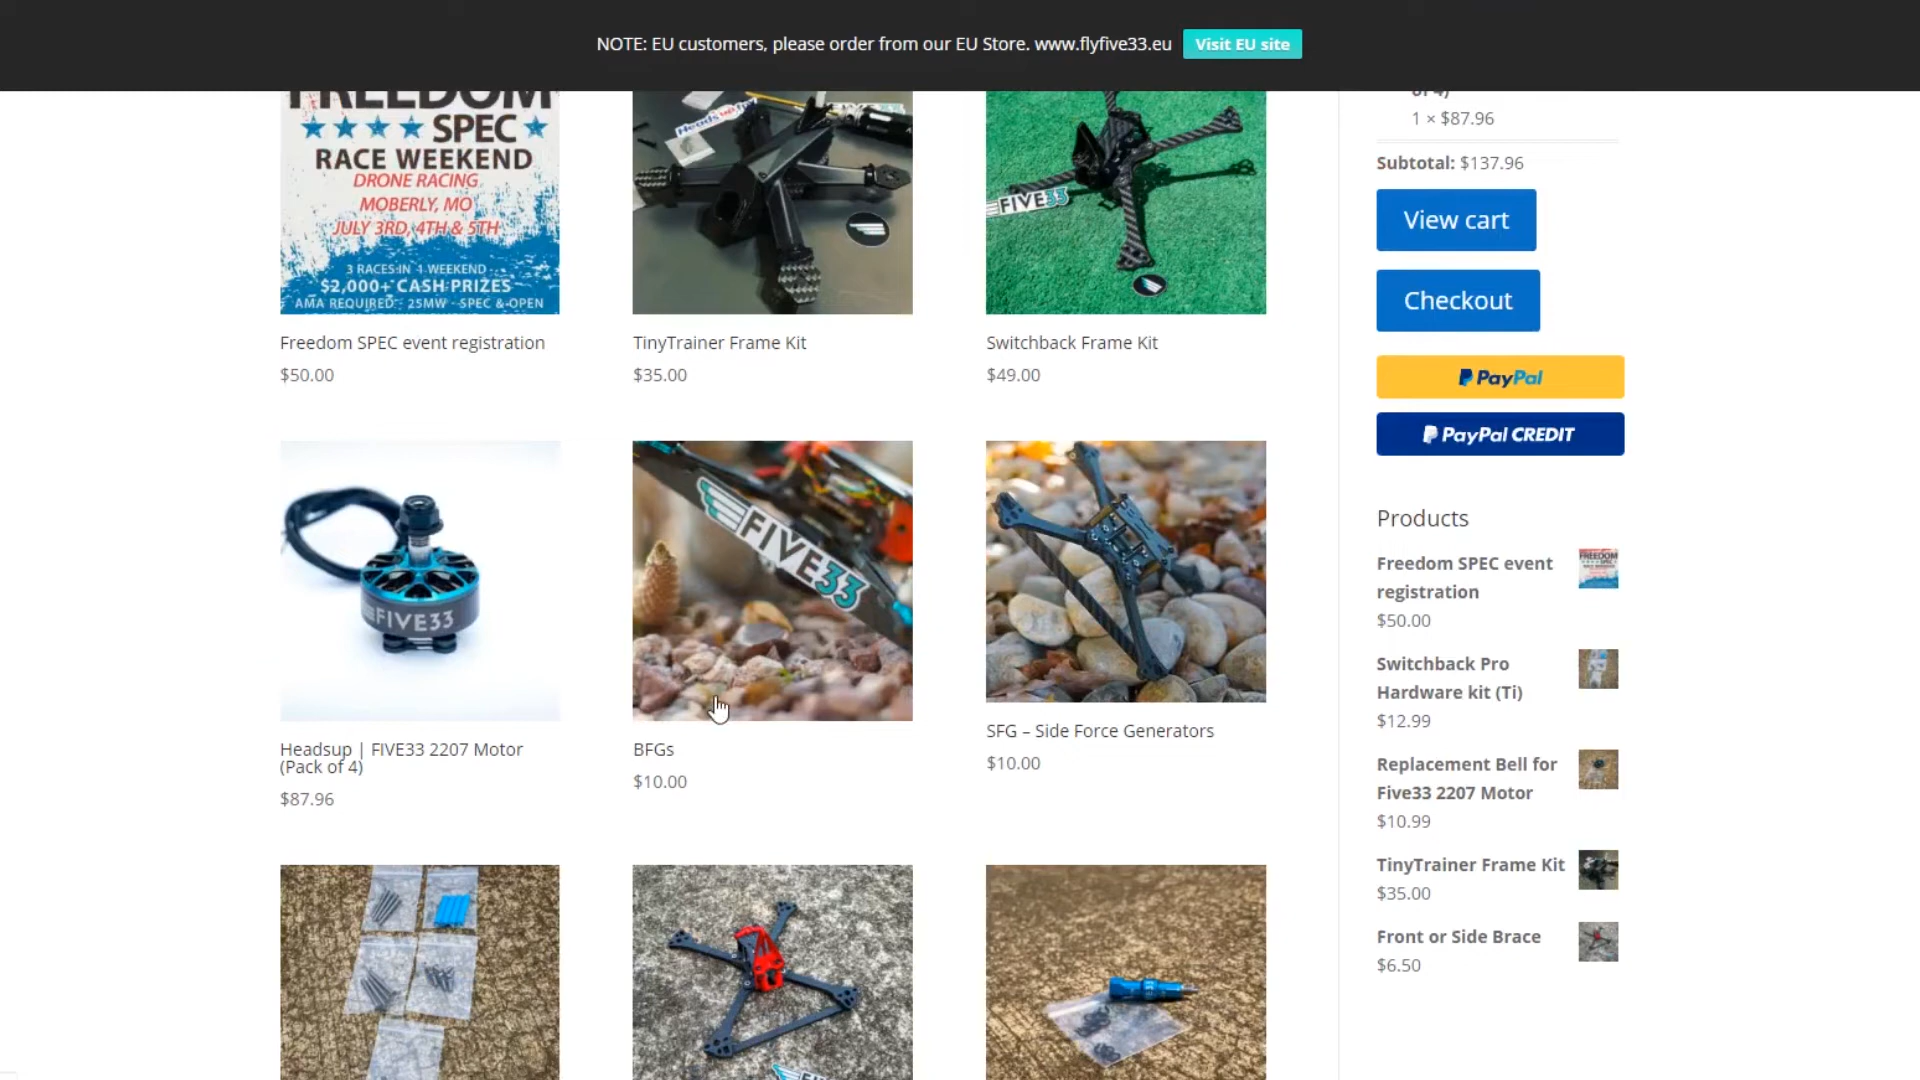 NOTE: EU customers, please order from our EU Store. www.flyfive33.eu
Visit EU site
FREEDOM
SPEC
RACE WEEKEND
DRONE RACING
MOBERLY, MO
JULY 3RD, 4TH & 5TH
3 RACES IN 1 WEEKEND
$2,000+ CASH PRIZES
AMA REQUIRED - 25MW - SPEC & OPEN
Freedom SPEC event registration
$50.00
Headsup
FIVE33
TinyTrainer Frame Kit
$35.00
FIVE33
Switchback Frame Kit
$49.00
FIVE33
Headsup | FIVE33 2207 Motor
(Pack of 4)
$87.96
FIVE33
BFGs
$10.00
SFG – Side Force Generators
$10.00
of 4)
1 × $87.96
Subtotal: $137.96
View cart
Checkout
PayPal
PayPal CREDIT
Products
Freedom SPEC event
registration
$50.00
Switchback Pro
Hardware kit (Ti)
$12.99
Replacement Bell for
Five33 2207 Motor
$10.99
TinyTrainer Frame Kit
$35.00
Front or Side Brace
$6.50